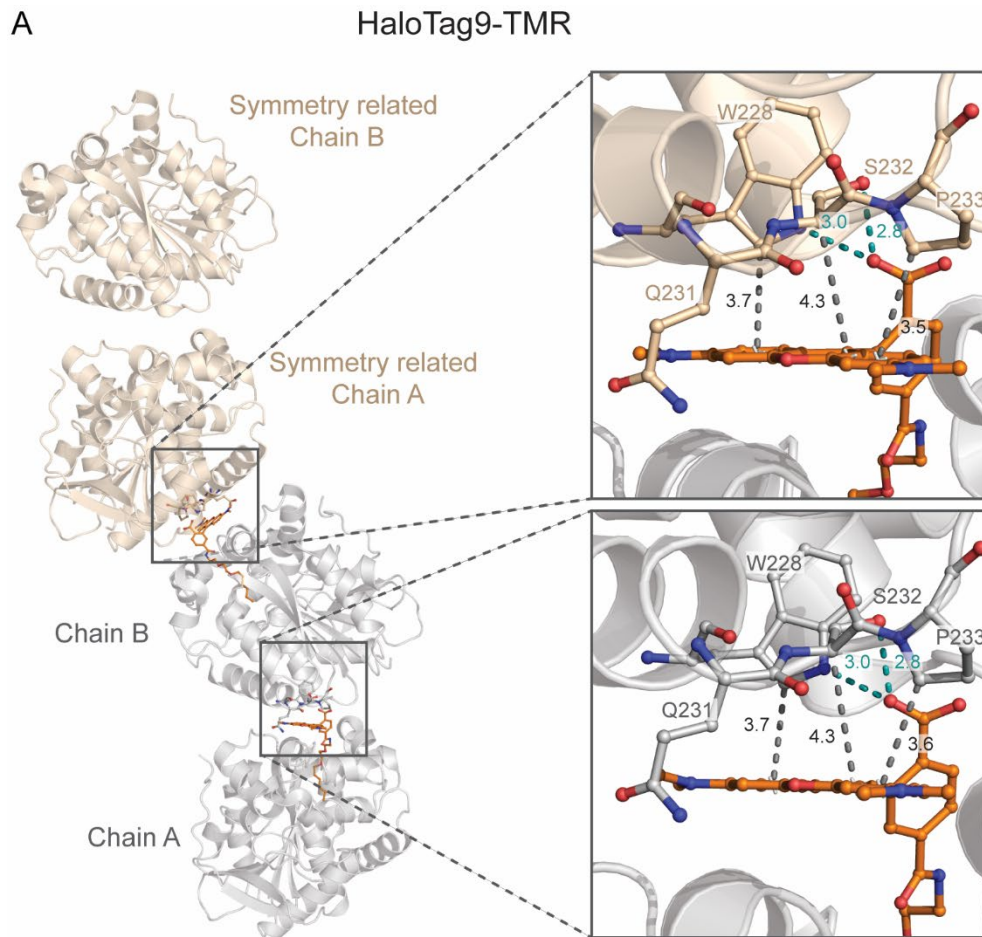 A
HaloTag9-TMR
Symmetry related
Chain B
Symmetry related
Chain A
Chain B
Chain A
W228
S232
P233
3.0
2.8
Q231
3.7
4.3
3.5
W228
S232
P233
3.0
2.8
Q231
3.7
4.3
3.6